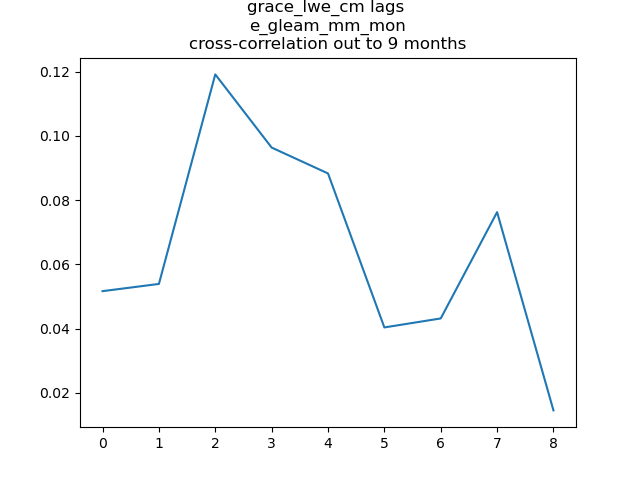 grace_lwe_cm lags
e_gleam_mm_mon
cross-correlation out to 9 months
0.12
0.10
0.08
0.06
0.04
0.02
0 1 2 3 4 5 6 7 8